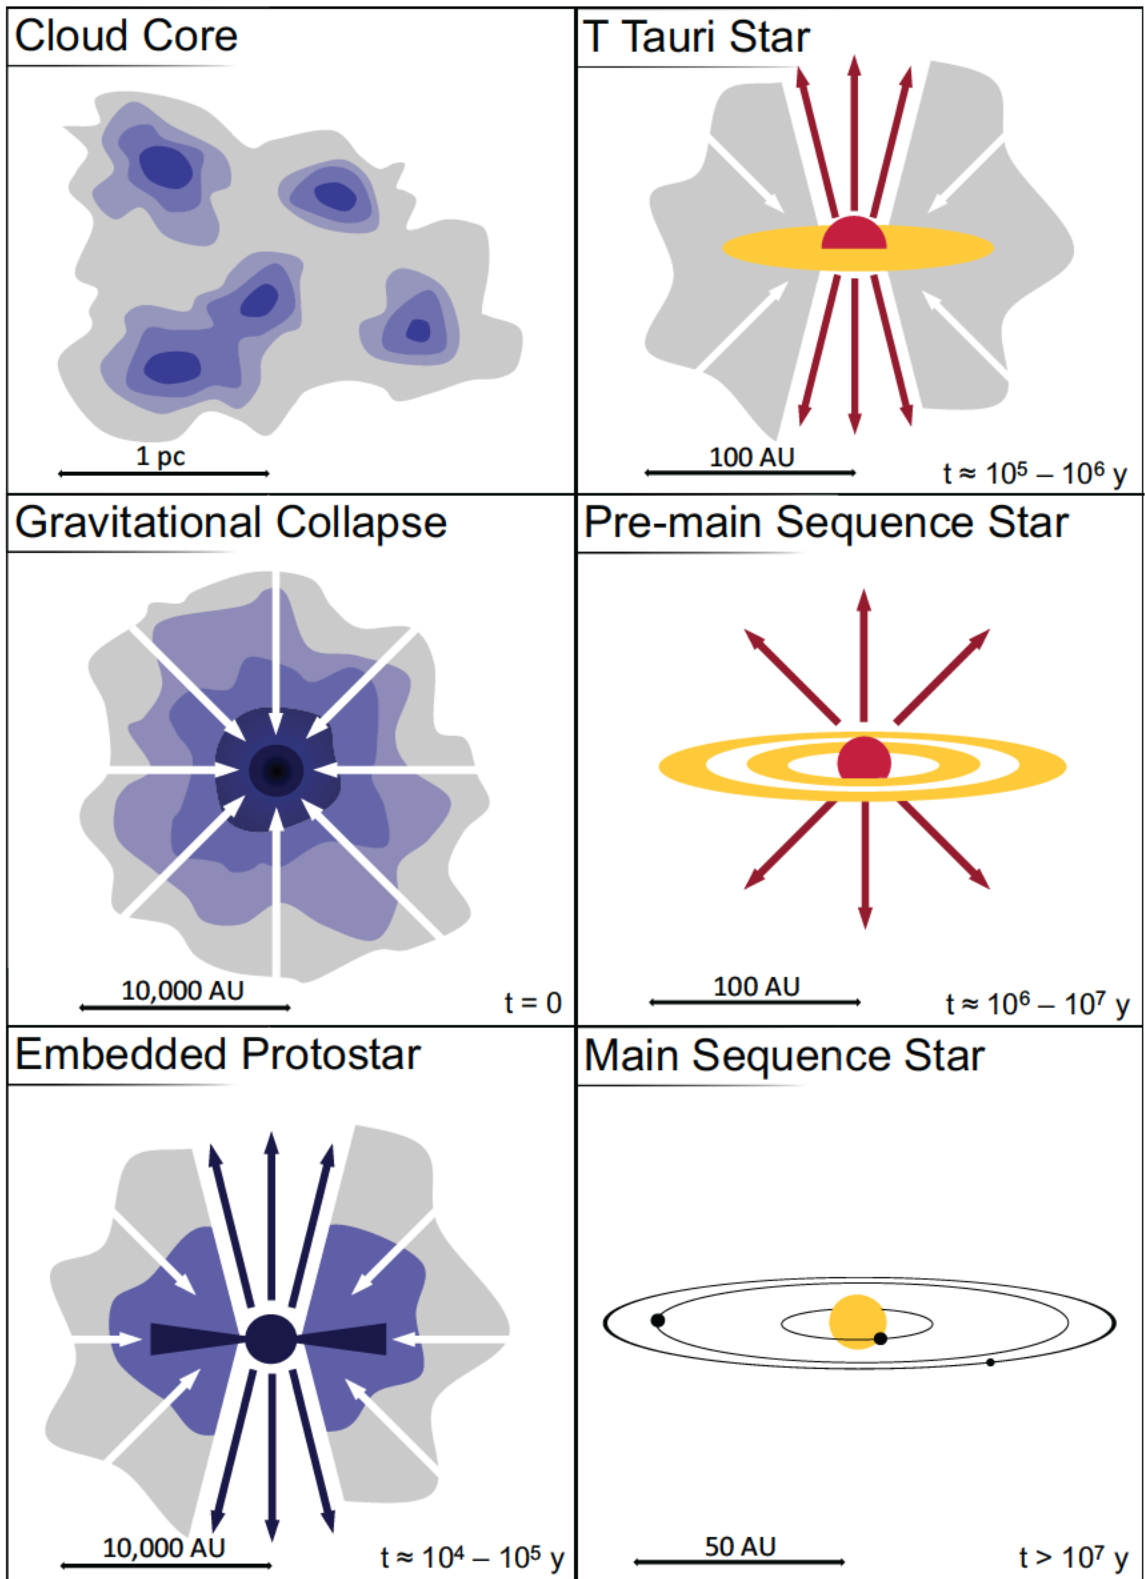 Cloud Core
1 pc
Gravitational Collapse
10,000 AU
t = 0
Embedded Protostar
10,000 AU
t ≈ 10⁴ – 10⁵ y
T Tauri Star
100 AU
t ≈ 10⁵ – 10⁶ y
Pre-main Sequence Star
100 AU
t ≈ 10⁶ – 10⁷ y
Main Sequence Star
50 AU
t > 10⁷ y